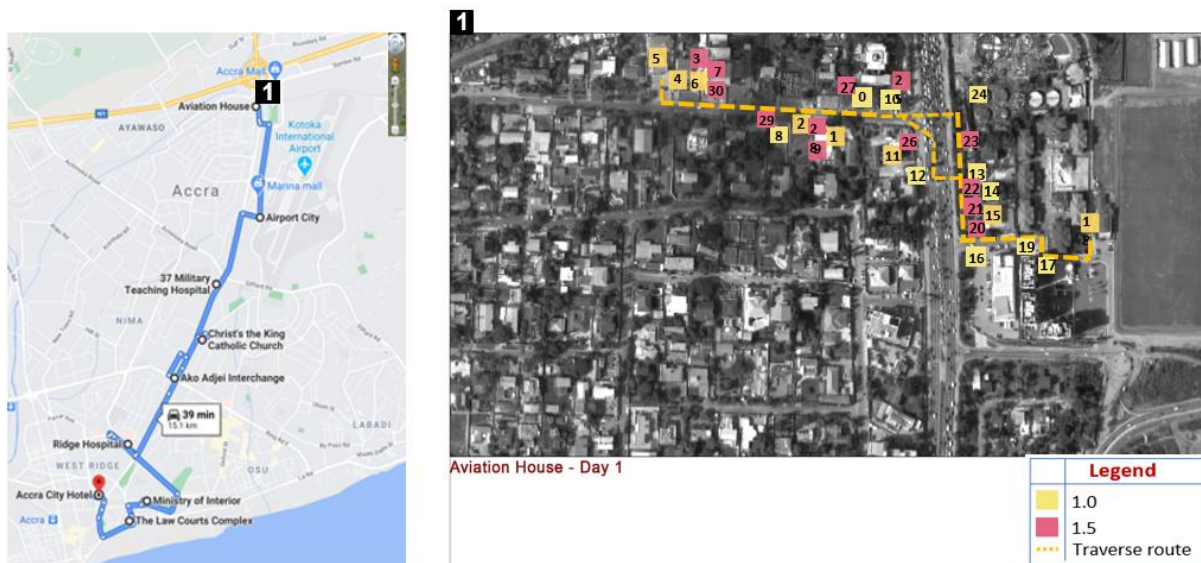 1
Accra Mall
N1
Aviation House
1
AYAWASO
Kotoka
International
Airport
Accra
Marina mall
Airport City
37 Military
Teaching Hospital
NIMA
Christ's the King
Catholic Church
Ako Adjei Interchange
39 min
15.1 km
LABADI
Ridge Hospital
OSU
WEST RIDGE
Accra City Hotel
Ministry of Interior
Accra
The Law Courts Complex
5
3
4
6
7
30
27
0
2
10
24
29
8
2
2
1
9
26
11
12
23
13
22
14
21
15
20
16
19
17
1
Aviation House - Day 1
Legend
1.0
1.5
Traverse route